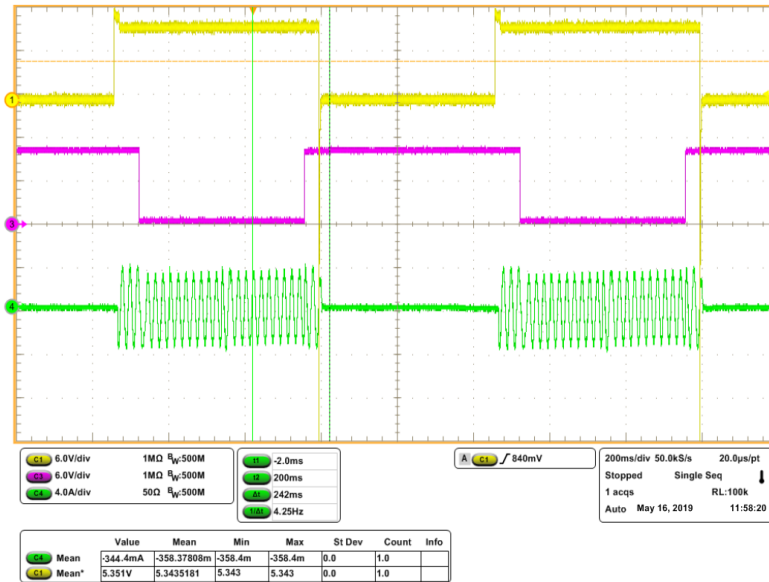 1
3
4
C1 6.0V/div 1MΩ BW:500M
C3 6.0V/div 1MΩ BW:500M
C4 4.0A/div 50Ω BW:500M
t1 -2.0ms
t2 200ms
Δt 242ms
1/Δt 4.25Hz
A C1 840mV
200ms/div 50.0kS/s 20.0µs/pt
Stopped Single Seq
1 acqs RL:100k
Auto May 16, 2019 11:58:20
Value Mean Min Max St Dev Count Info
C4 Mean -344.4mA -358.37808m -358.4m -358.4m 0.0 1.0
C1 Mean* 5.351V 5.3435181 5.343 5.343 0.0 1.0